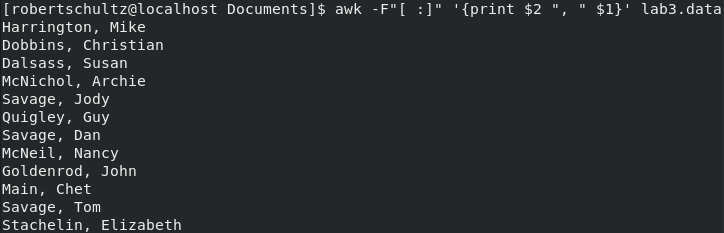 [robertschultz@localhost Documents]$ awk -F"[ :]" '{print $2 ", " $1}' lab3.data
Harrington, Mike
Dobbins, Christian
Dalsass, Susan
McNichol, Archie
Savage, Jody
Quigley, Guy
Savage, Dan
McNeil, Nancy
Goldenrod, John
Main, Chet
Savage, Tom
Stachelin, Elizabeth